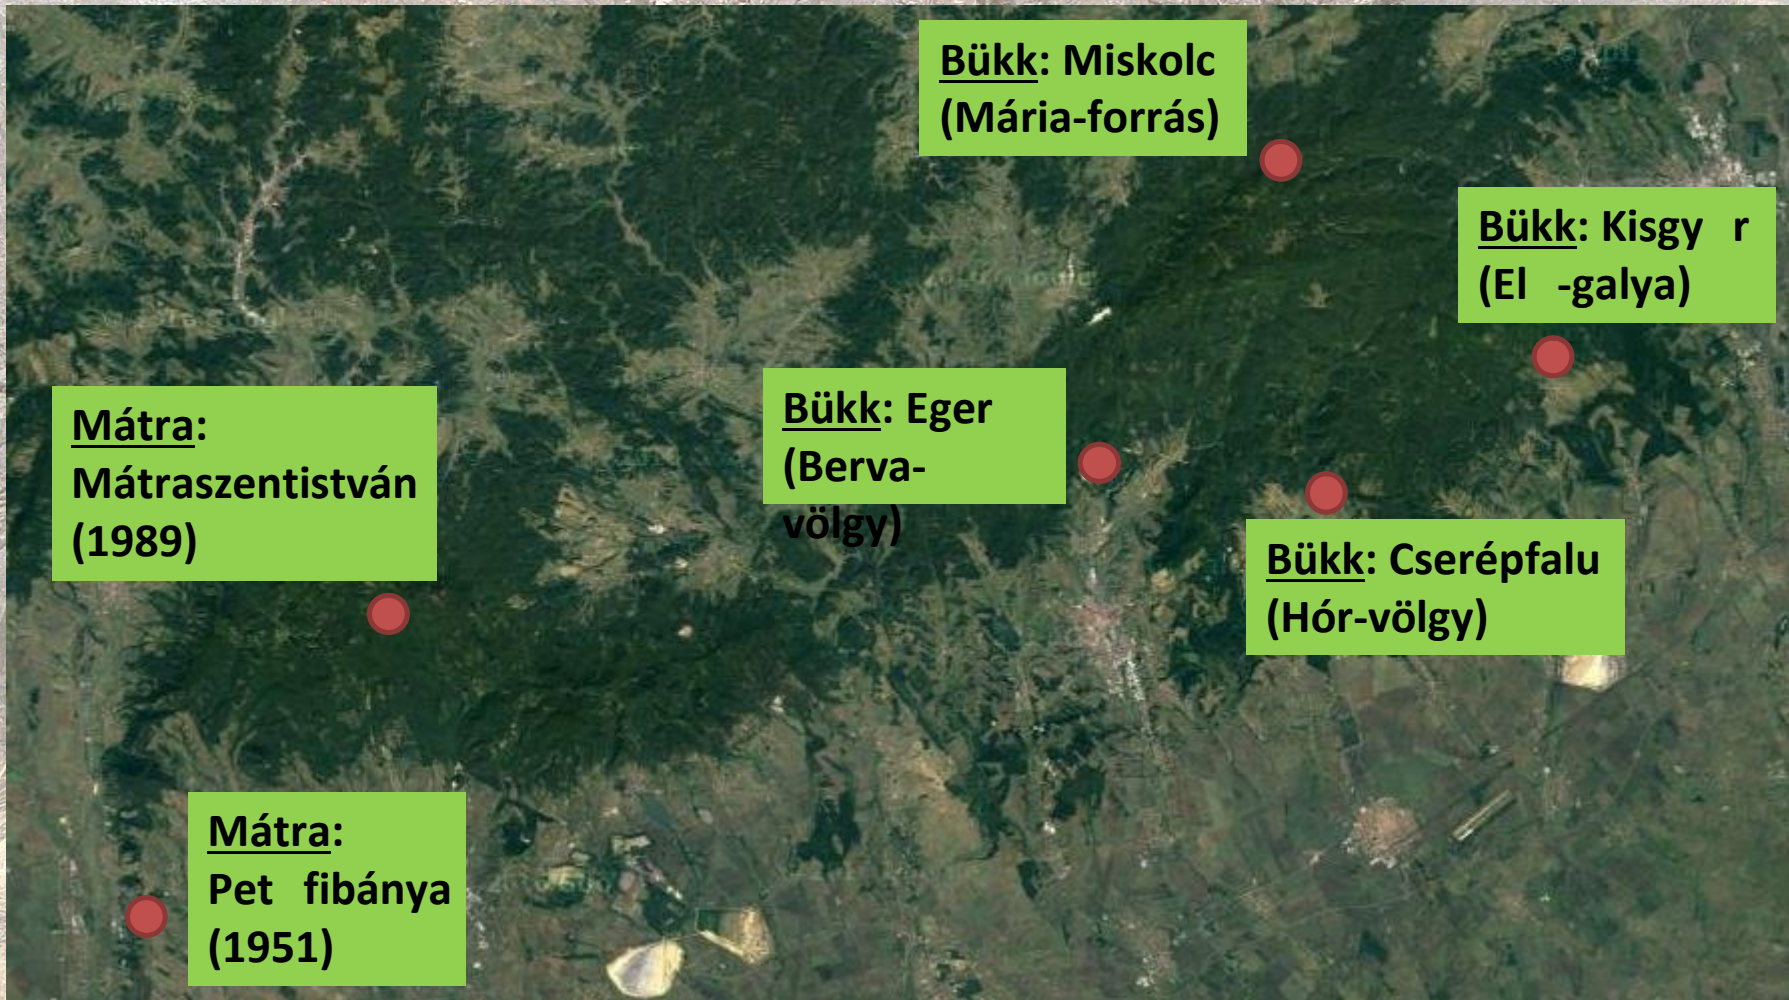 Bükk: Miskolc
(Mária-forrás)
Bükk: Kisgy r
(El -galya)
Mátra:
Mátraszentistván
(1989)
Bükk: Eger
(Berva-
völgy)
Bükk: Cserépfalu
(Hór-völgy)
Mátra:
Pet fibánya
(1951)